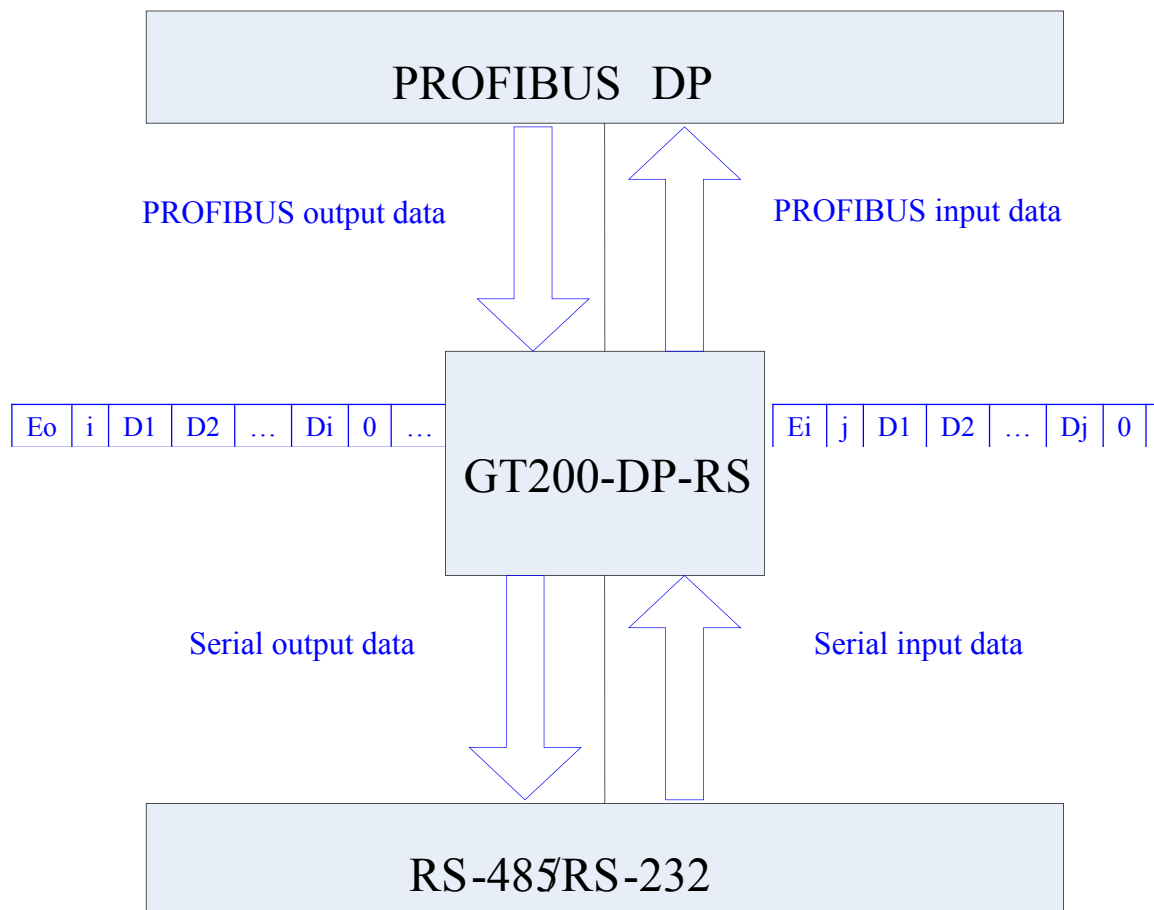 PROFIBUS DP
PROFIBUS output data
PROFIBUS input data
Eo i D1 D2 … Di 0 …
Ei j D1 D2 … Dj 0
GT200-DP-RS
Serial output data
Serial input data
RS-485/RS-232